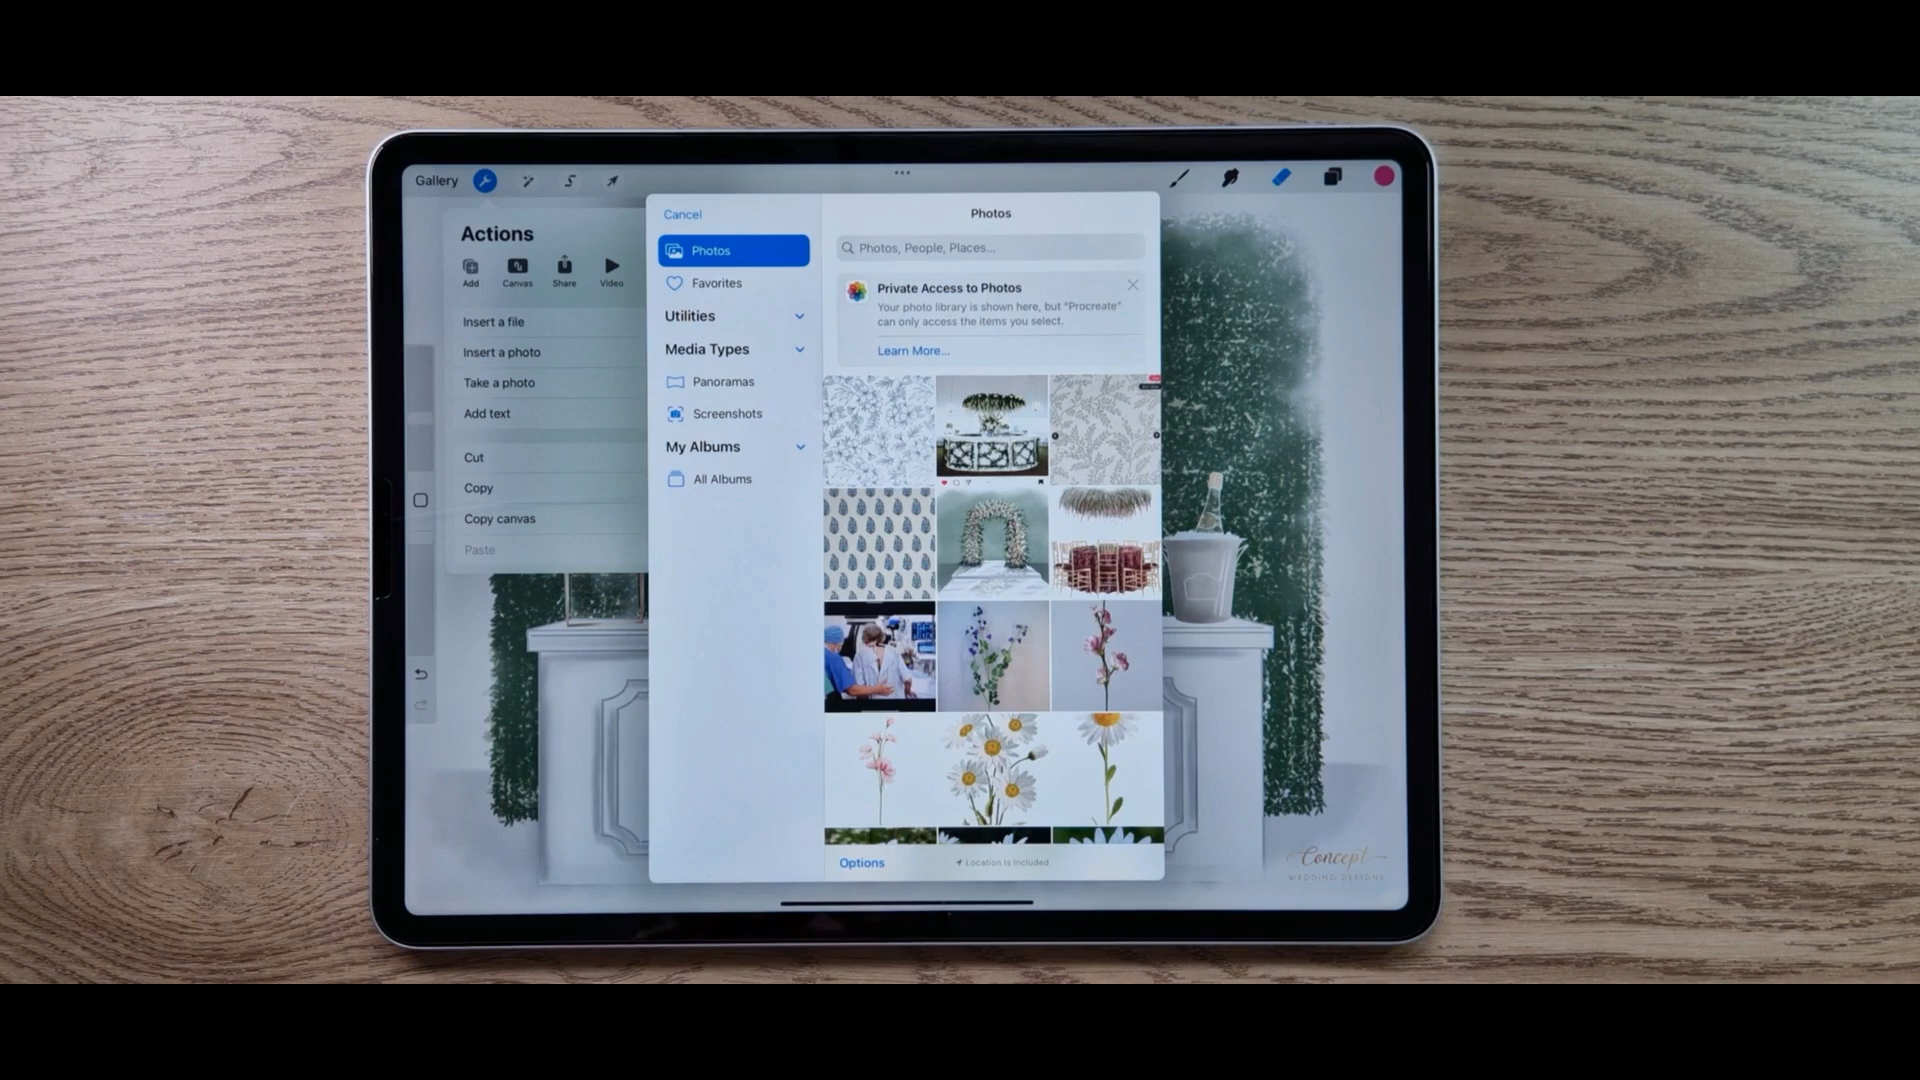 Gallery
Actions
Add
Canvas
Share
Video
Insert a file
Insert a photo
Take a photo
Add text
Cut
Copy
Copy canvas
Paste
Cancel
Photos
Favorites
Utilities
Media Types
Panoramas
Screenshots
My Albums
All Albums
Photos
Photos, People, Places...
Private Access to Photos
Your photo library is shown here, but "Procreate"
can only access the items you select.
Learn More...
Options
Location Is Included
Concept
WEDDING DESIGNS